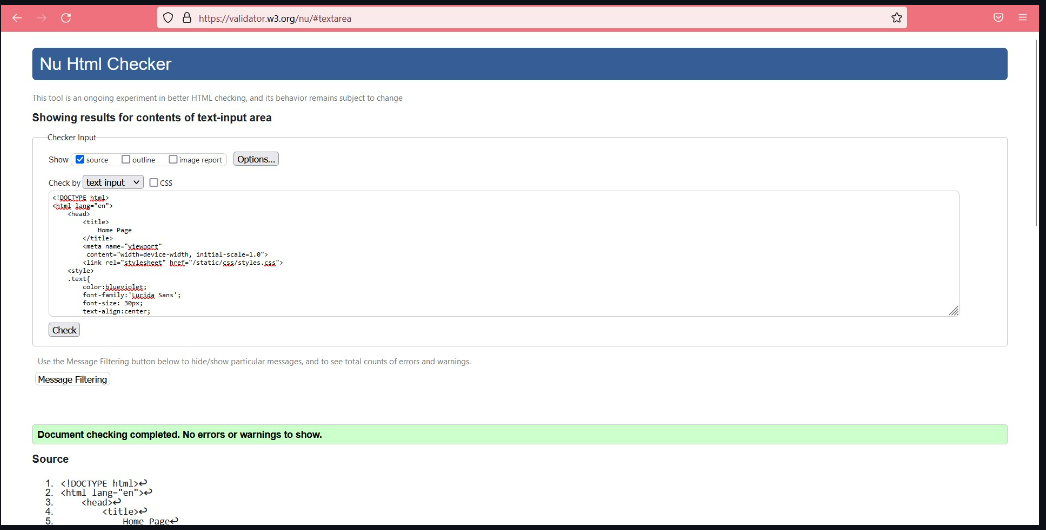 https://validator.w3.org/nu/#textarea
Nu Html Checker
This tool is an ongoing experiment in better HTML checking, and its behavior remains subject to change
Showing results for contents of text-input area
Checker Input
Show source outline image report Options...
Check by text input CSS
<!DOCTYPE html>
<html lang="en">
<head>
<title>
Home Page
</title>
<meta name="viewport"
content="width=device-width, initial-scale=1.0">
<link rel="stylesheet" href="/static/css/styles.css">
<style>
.text{
color:blueviolet;
font-family:'Lucida Sans';
font-size: 50px;
text-align:center;
Check
Use the Message Filtering button below to hide/show particular messages, and to see total counts of errors and warnings.
Message Filtering
Document checking completed. No errors or warnings to show.
Source
1. <!DOCTYPE html>↩
2. <html lang="en">↩
3. <head>↩
4. <title>↩
5. Home Page↩